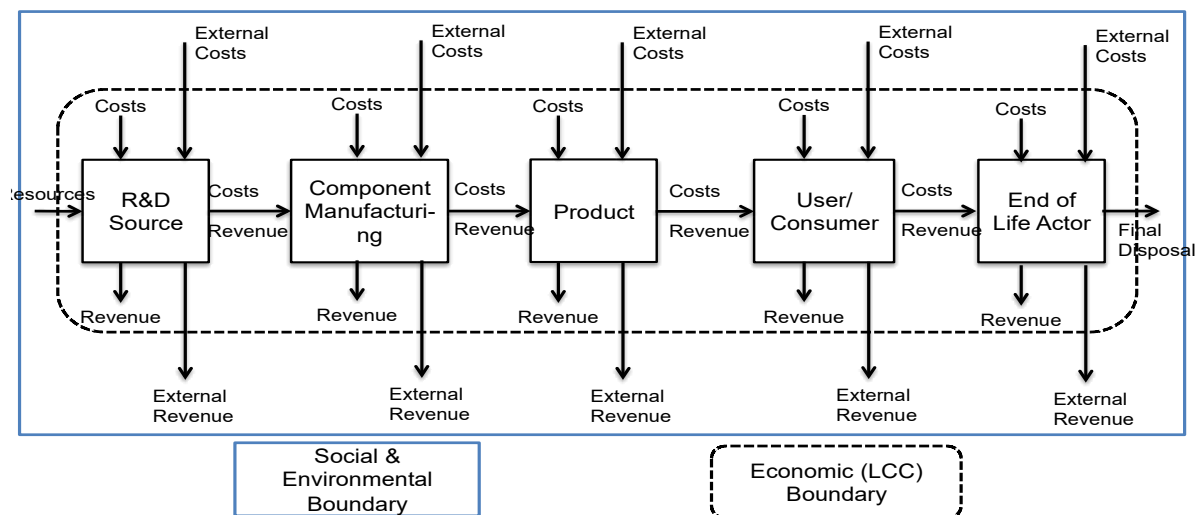 External
Costs
External
Costs
External
Costs
External
Costs
External
Costs
Costs
Costs
Costs
Costs
Costs
esources
R&D
Source
Costs
Revenue
Component
Manufacturi-
ng
Costs
Revenue
Product
Costs
Revenue
User/
Consumer
Costs
Revenue
End of
Life Actor
Final
Disposal
Revenue
Revenue
Revenue
Revenue
Revenue
External
Revenue
External
Revenue
External
Revenue
External
Revenue
External
Revenue
Social &
Environmental
Boundary
Economic (LCC)
Boundary